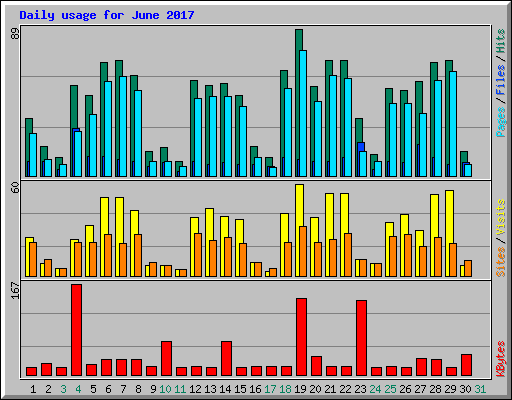 Daily usage for June 2017
89
Pages / Files / Hits
60
Sites / Visits
167
KBytes
1 2 3 4 5 6 7 8 9 10 11 12 13 14 15 16 17 18 19 20 21 22 23 24 25 26 27 28 29 30 31